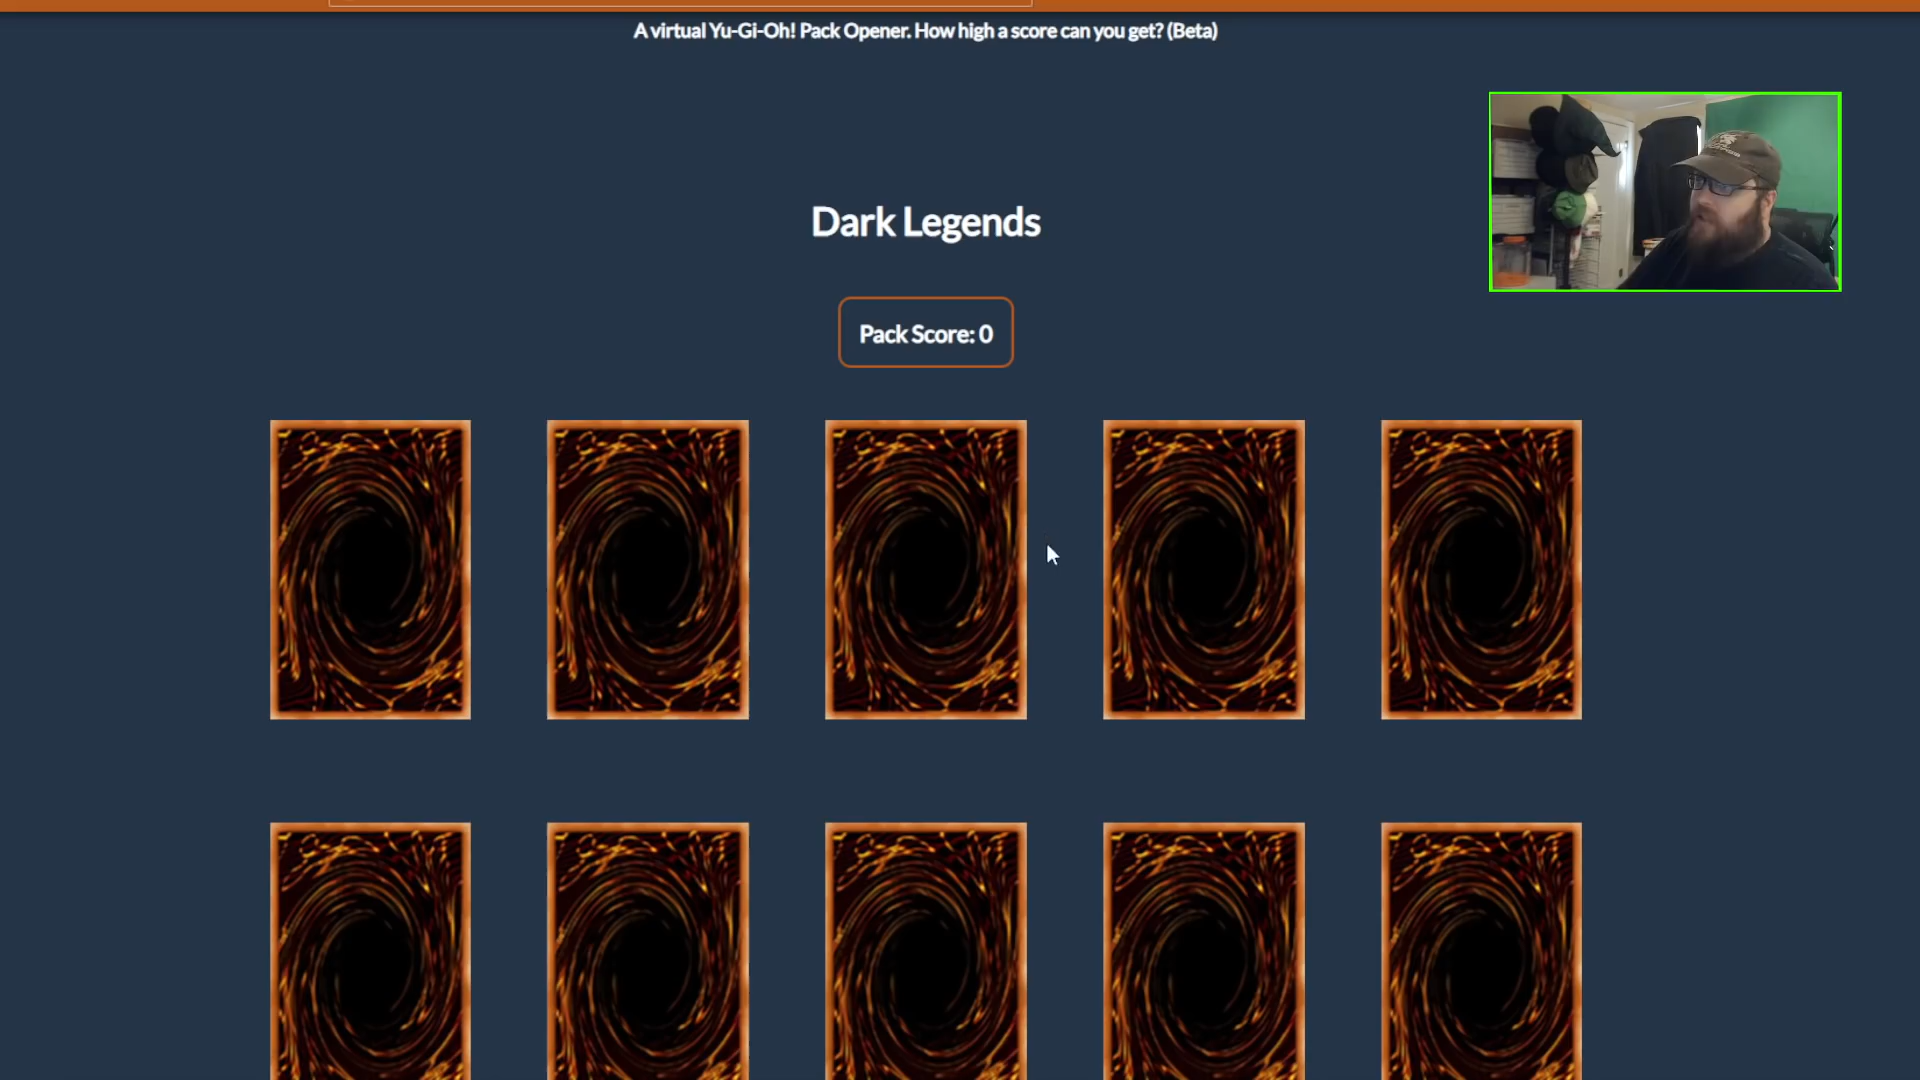 A virtual Yu-Gi-Oh! Pack Opener. How high a score can you get? (Beta)
Dark Legends
Pack Score: 0